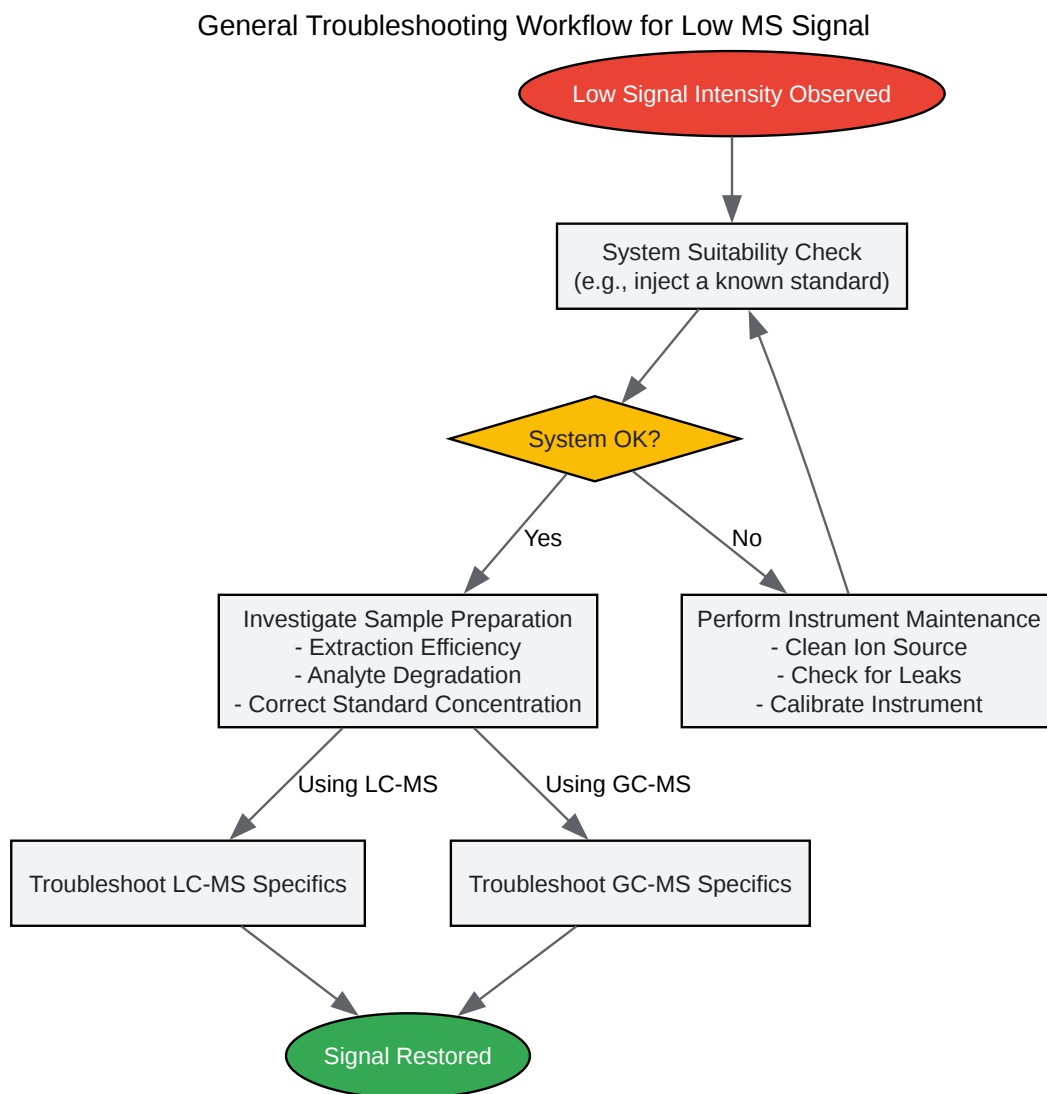 General Troubleshooting Workflow for Low MS Signal
Low Signal Intensity Observed
System Suitability Check
(e.g., inject a known standard)
System OK?
Yes
No
Investigate Sample Preparation
- Extraction Efficiency
- Analyte Degradation
- Correct Standard Concentration
Perform Instrument Maintenance
- Clean Ion Source
- Check for Leaks
- Calibrate Instrument
Using LC-MS
Using GC-MS
Troubleshoot LC-MS Specifics
Troubleshoot GC-MS Specifics
Signal Restored